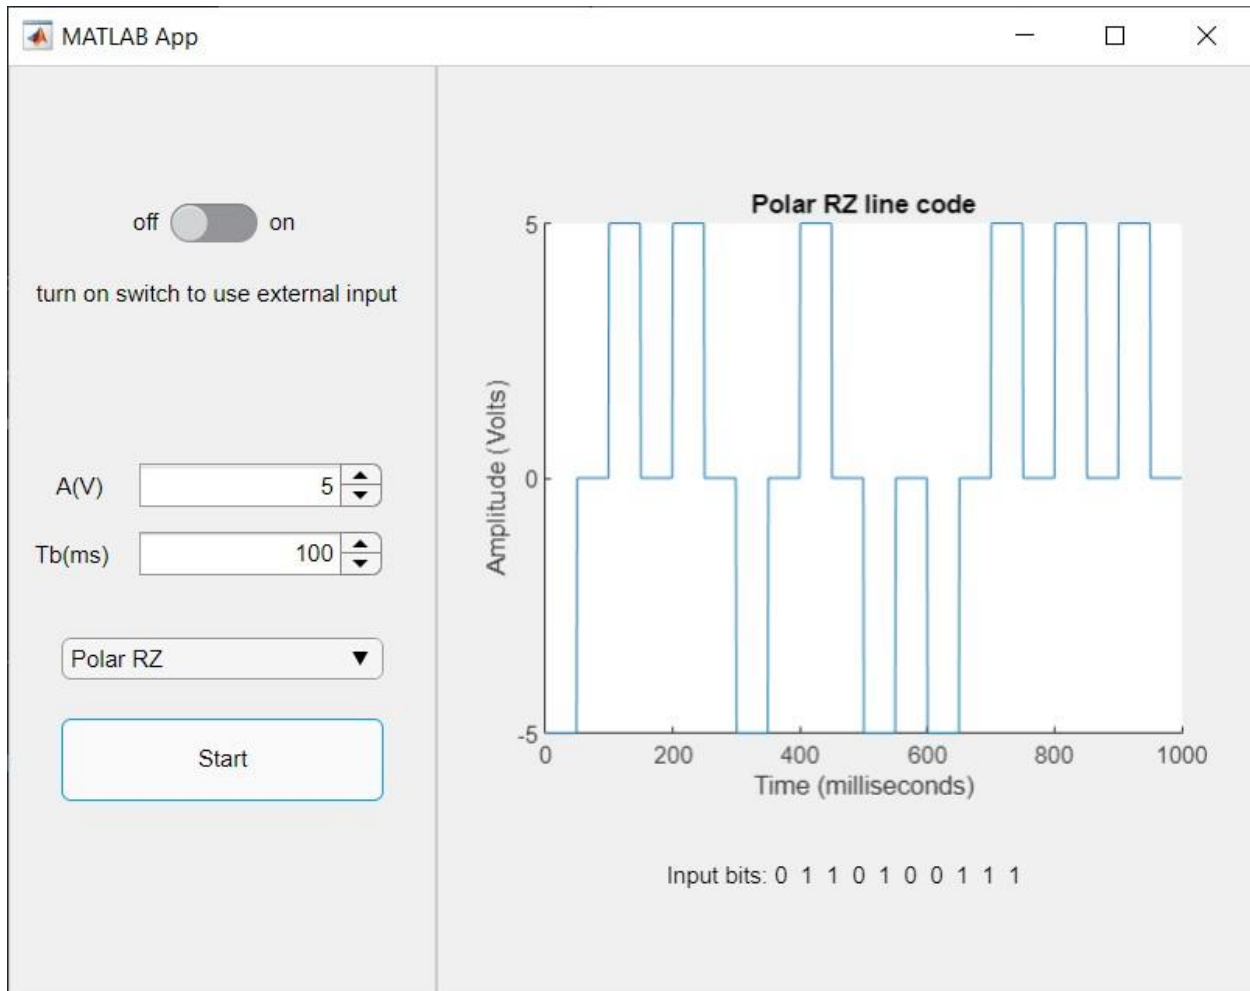 MATLAB App
off on
turn on switch to use external input
A(V) 5
Tb(ms) 100
Polar RZ
Start
Polar RZ line code
5
0
-5
Amplitude (Volts)
0 200 400 600 800 1000
Time (milliseconds)
Input bits: 0 1 1 0 1 0 0 1 1 1